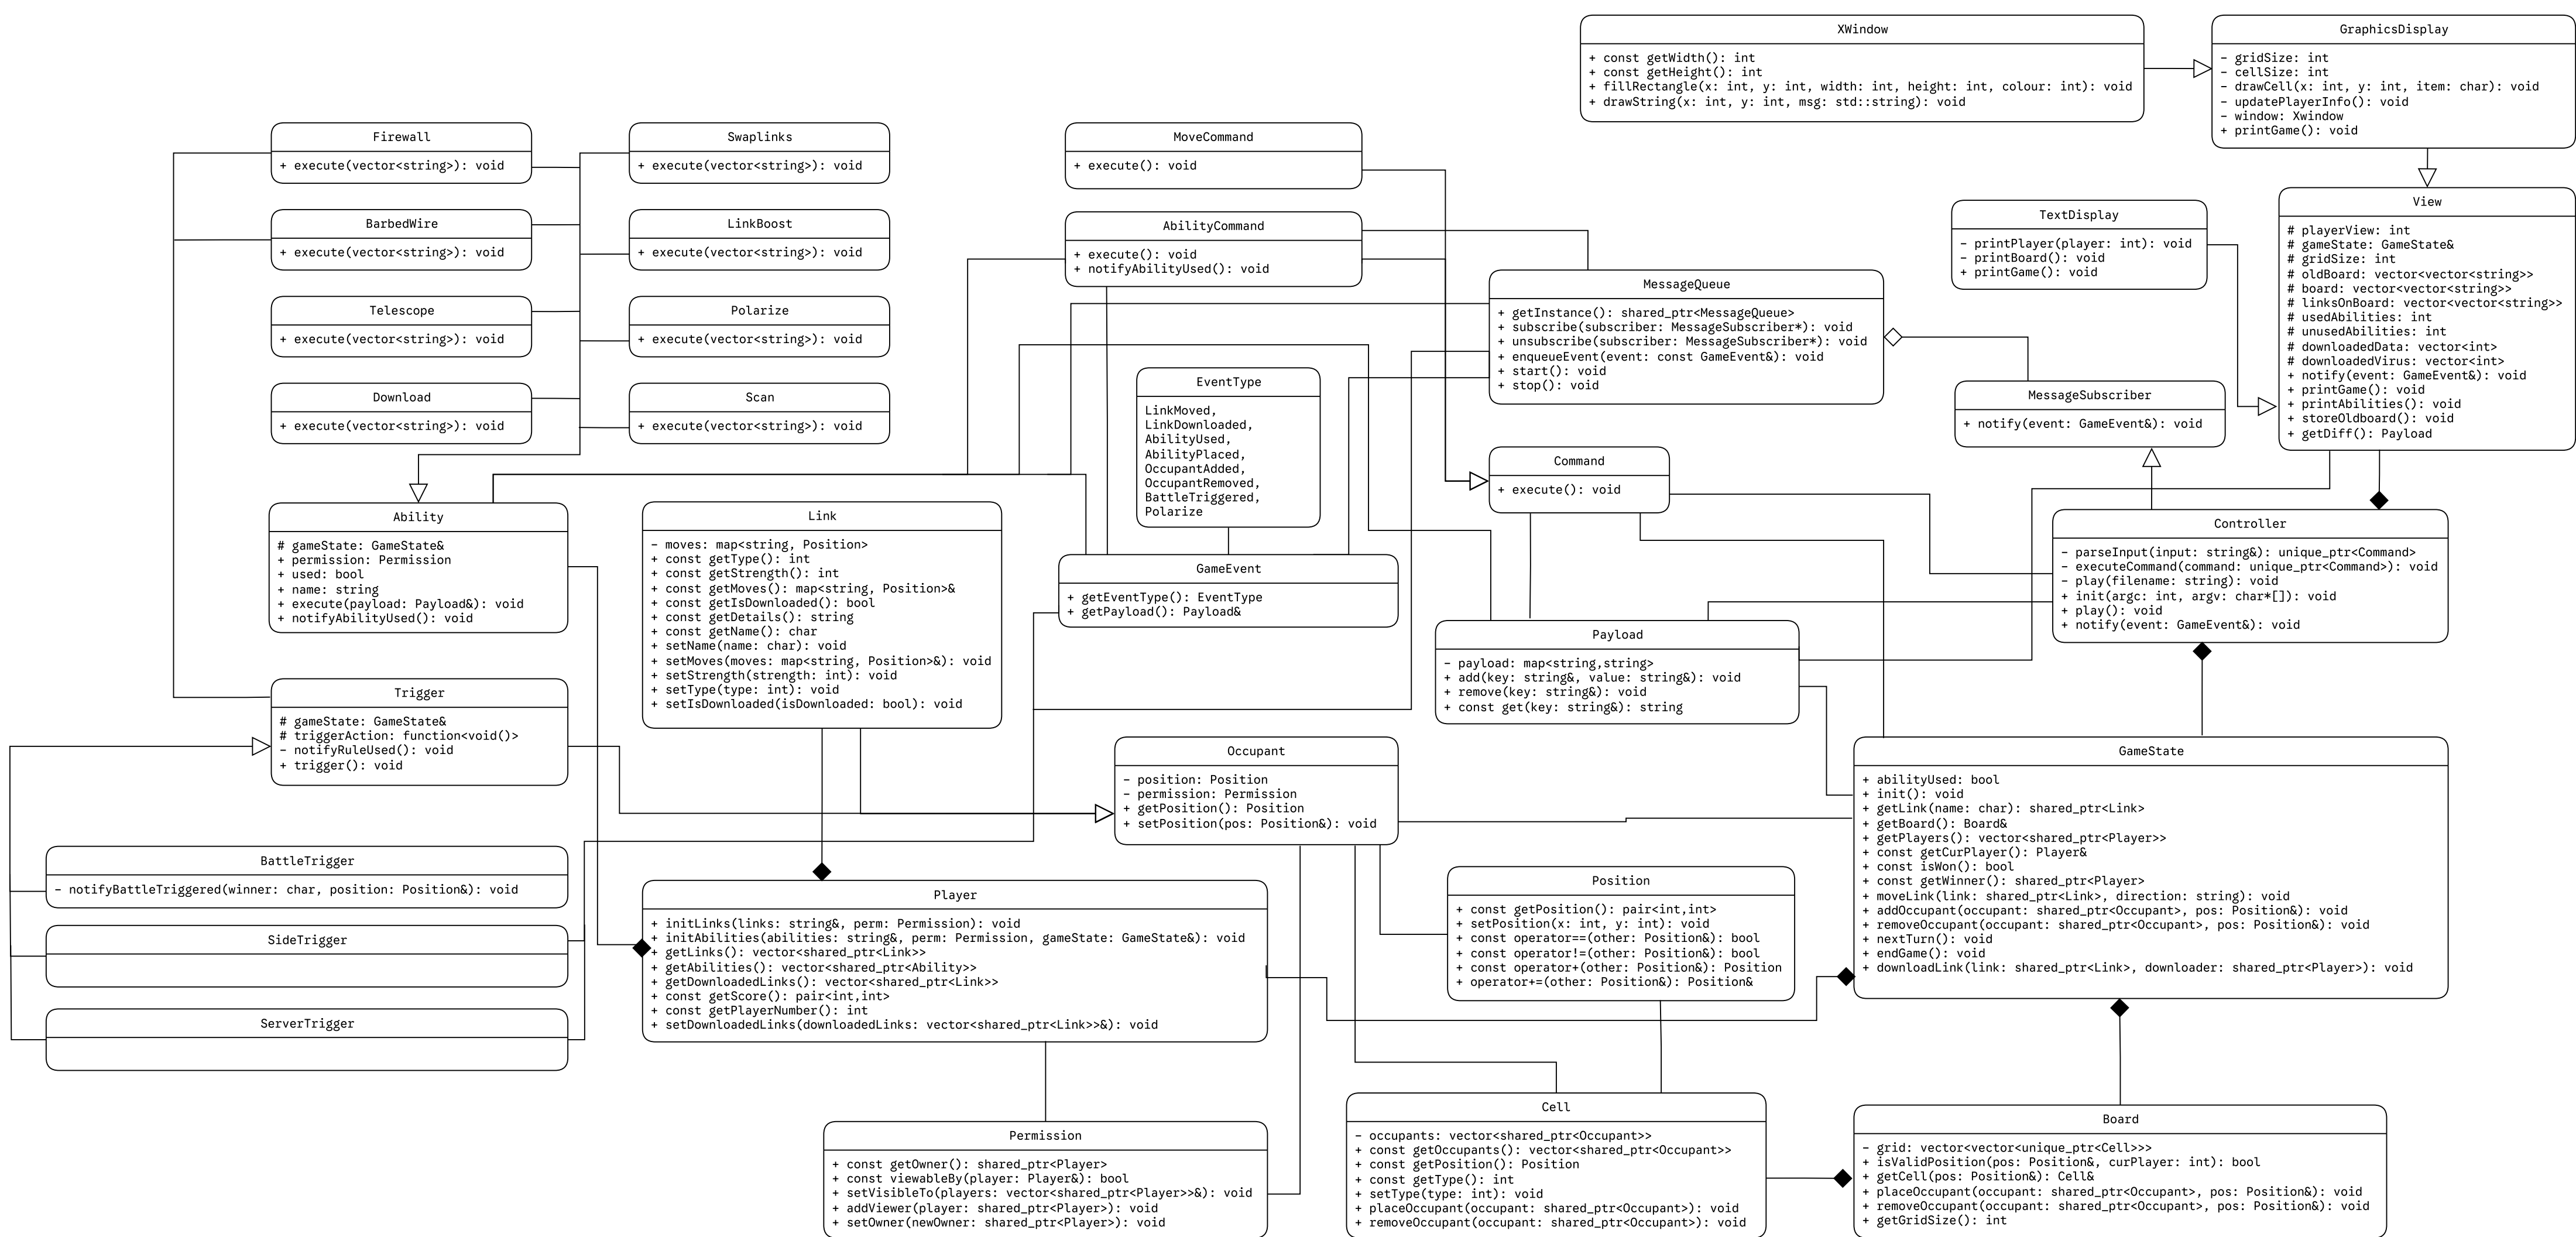 XWindow
+ const getWidth(): int
+ const getHeight(): int
+ fillRectangle(x: int, y: int, width: int, height: int, colour: int): void
+ drawString(x: int, y: int, msg: std::string): void
GraphicsDisplay
- gridSize: int
- cellSize: int
- drawCell(x: int, y: int, item: char): void
- updatePlayerInfo(): void
- window: Xwindow
+ printGame(): void
Firewall
+ execute(vector<string>): void
Swaplinks
+ execute(vector<string>): void
MoveCommand
+ execute(): void
BarbedWire
+ execute(vector<string>): void
LinkBoost
+ execute(vector<string>): void
AbilityCommand
+ execute(): void
+ notifyAbilityUsed(): void
TextDisplay
- printPlayer(player: int): void
- printBoard(): void
+ printGame(): void
View
# playerView: int
# gameState: GameState&
# gridSize: int
# oldBoard: vector<vector<string>>
# board: vector<vector<string>>
# linksOnBoard: vector<vector<string>>
# usedAbilities: int
# unusedAbilities: int
# downloadedData: vector<int>
# downloadedVirus: vector<int>
+ notify(event: GameEvent&): void
+ printGame(): void
+ printAbilities(): void
+ storeOldboard(): void
+ getDiff(): Payload
Telescope
+ execute(vector<string>): void
Polarize
+ execute(vector<string>): void
MessageQueue
+ getInstance(): shared_ptr<MessageQueue>
+ subscribe(subscriber: MessageSubscriber*): void
+ unsubscribe(subscriber: MessageSubscriber*): void
+ enqueueEvent(event: const GameEvent&): void
+ start(): void
+ stop(): void
Download
+ execute(vector<string>): void
Scan
+ execute(vector<string>): void
EventType
LinkMoved,
LinkDownloaded,
AbilityUsed,
AbilityPlaced,
OccupantAdded,
OccupantRemoved,
BattleTriggered,
Polarize
MessageSubscriber
+ notify(event: GameEvent&): void
Command
+ execute(): void
Ability
# gameState: GameState&
+ permission: Permission
+ used: bool
+ name: string
+ execute(payload: Payload&): void
+ notifyAbilityUsed(): void
Link
- moves: map<string, Position>
+ const getType(): int
+ const getStrength(): int
+ const getMoves(): map<string, Position>&
+ const getIsDownloaded(): bool
+ const getDetails(): string
+ const getName(): char
+ setName(name: char): void
+ setMoves(moves: map<string, Position>&): void
+ setStrength(strength: int): void
+ setType(type: int): void
+ setIsDownloaded(isDownloaded: bool): void
GameEvent
+ getEventType(): EventType
+ getPayload(): Payload&
Controller
- parseInput(input: string&): unique_ptr<Command>
- executeCommand(command: unique_ptr<Command>): void
- play(filename: string): void
+ init(argc: int, argv: char*[]): void
+ play(): void
+ notify(event: GameEvent&): void
Payload
- payload: map<string,string>
+ add(key: string&, value: string&): void
+ remove(key: string&): void
+ const get(key: string&): string
Trigger
# gameState: GameState&
# triggerAction: function<void()>
- notifyRuleUsed(): void
+ trigger(): void
Occupant
- position: Position
- permission: Permission
+ getPosition(): Position
+ setPosition(pos: Position&): void
GameState
+ abilityUsed: bool
+ init(): void
+ getLink(name: char): shared_ptr<Link>
+ getBoard(): Board&
+ getPlayers(): vector<shared_ptr<Player>>
+ const getCurPlayer(): Player&
+ const isWon(): bool
+ const getWinner(): shared_ptr<Player>
+ moveLink(link: shared_ptr<Link>, direction: string): void
+ addOccupant(occupant: shared_ptr<Occupant>, pos: Position&): void
+ removeOccupant(occupant: shared_ptr<Occupant>, pos: Position&): void
+ nextTurn(): void
+ endGame(): void
+ downloadLink(link: shared_ptr<Link>, downloader: shared_ptr<Player>): void
BattleTrigger
- notifyBattleTriggered(winner: char, position: Position&): void
SideTrigger
ServerTrigger
Player
+ initLinks(links: string&, perm: Permission): void
+ initAbilities(abilities: string&, perm: Permission, gameState: GameState&): void
+ getLinks(): vector<shared_ptr<Link>>
+ getAbilities(): vector<shared_ptr<Ability>>
+ getDownloadedLinks(): vector<shared_ptr<Link>>
+ const getScore(): pair<int,int>
+ const getPlayerNumber(): int
+ setDownloadedLinks(downloadedLinks: vector<shared_ptr<Link>>&): void
Position
+ const getPosition(): pair<int,int>
+ setPosition(x: int, y: int): void
+ const operator==(other: Position&): bool
+ const operator!=(other: Position&): bool
+ const operator+(other: Position&): Position
+ operator+=(other: Position&): Position&
Permission
+ const getOwner(): shared_ptr<Player>
+ const viewableBy(player: Player&): bool
+ setVisibleTo(players: vector<shared_ptr<Player>>&): void
+ addViewer(player: shared_ptr<Player>): void
+ setOwner(newOwner: shared_ptr<Player>): void
Cell
- occupants: vector<shared_ptr<Occupant>>
+ const getOccupants(): vector<shared_ptr<Occupant>>
+ const getPosition(): Position
+ const getType(): int
+ setType(type: int): void
+ placeOccupant(occupant: shared_ptr<Occupant>): void
+ removeOccupant(occupant: shared_ptr<Occupant>): void
Board
- grid: vector<vector<unique_ptr<Cell>>>
+ isValidPosition(pos: Position&, curPlayer: int): bool
+ getCell(pos: Position&): Cell&
+ placeOccupant(occupant: shared_ptr<Occupant>, pos: Position&): void
+ removeOccupant(occupant: shared_ptr<Occupant>, pos: Position&): void
+ getGridSize(): int